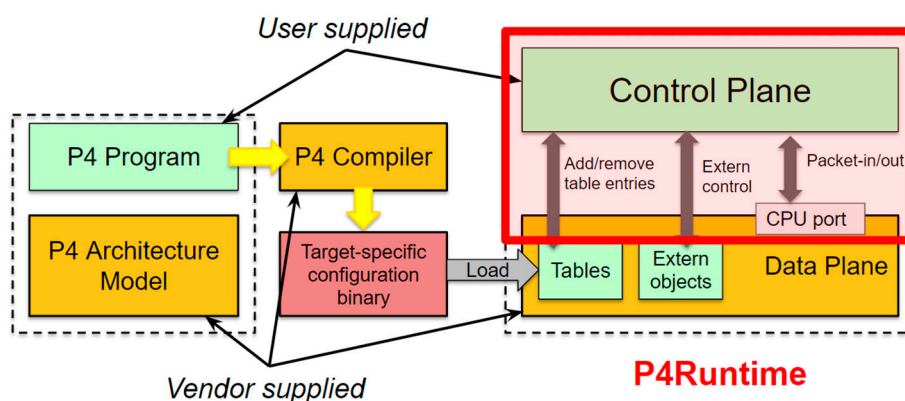 User supplied
Control Plane
P4 Program
P4 Compiler
Add/remove
table entries
Extern
control
Packet-in/out
CPU port
P4 Architecture
Model
Target-specific
configuration
binary
Load
Tables
Extern
objects
Data Plane
Vendor supplied
P4Runtime